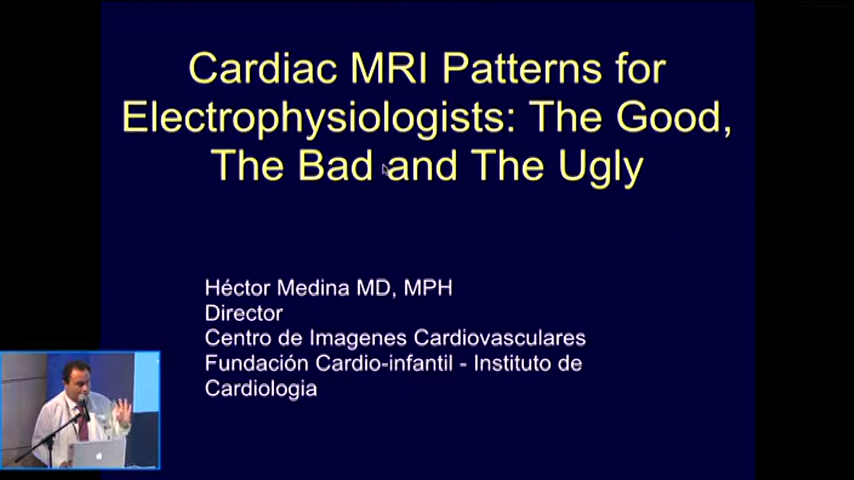 Cardiac MRI Patterns for
Electrophysiologists: The Good,
The Bad and The Ugly
Héctor Medina MD, MPH
Director
Centro de Imagenes Cardiovasculares
Fundación Cardio-infantil - Instituto de
Cardiologia